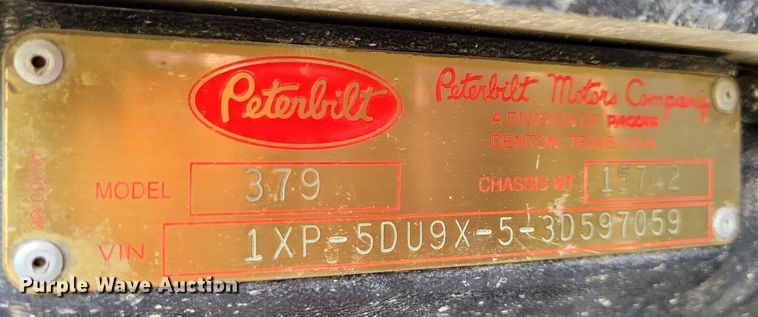 Peterbilt
Peterbilt Motors Company
A DIVISION OF PACCAR
DENTON, TEXAS U.S.A.
MODEL 379
CHASSIS WT 15742
VIN 1XP-5DU9X-5-3D597059
Purple Wave Auction